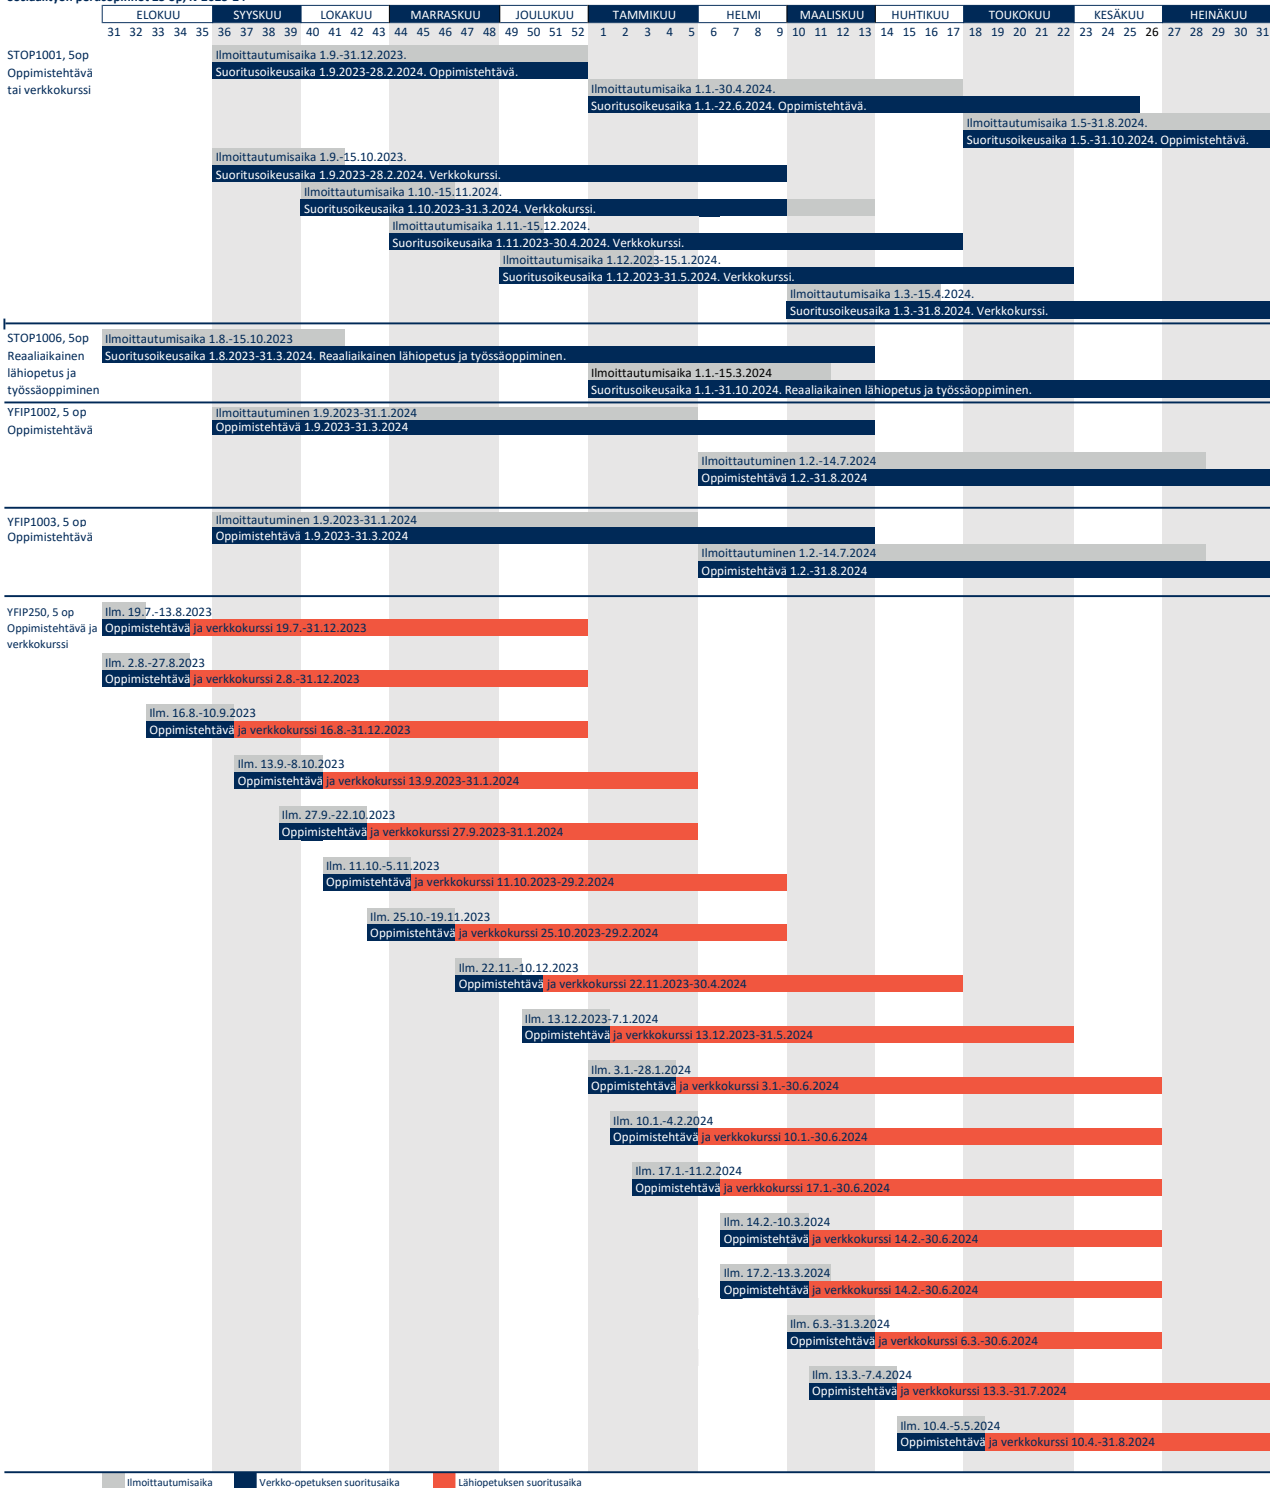 Sosiaalityön perusopinnot 25 op, lv 2023-24
ELOKUU SYYSKUU LOKAKUU MARRASKUU JOULUKUU TAMMIKUU HELMI MAALISKUU HUHTIKUU TOUKOKUU KESÄKUU HEINÄKUU
31 32 33 34 35 36 37 38 39 40 41 42 43 44 45 46 47 48 49 50 51 52 1 2 3 4 5 6 7 8 9 10 11 12 13 14 15 16 17 18 19 20 21 22 23 24 25 26 27 28 29 30 31
STOP1001, 5op
Oppimistehtävä
tai verkkokurssi
Ilmoittautumisaika 1.9.-31.12.2023.
Suoritusoikeusaika 1.9.2023-28.2.2024. Oppimistehtävä.
Ilmoittautumisaika 1.1.-30.4.2024.
Suoritusoikeusaika 1.1.-22.6.2024. Oppimistehtävä.
Ilmoittautumisaika 1.5-31.8.2024.
Suoritusoikeusaika 1.5.-31.10.2024. Oppimistehtävä.
Ilmoittautumisaika 1.9.-15.10.2023.
Suoritusoikeusaika 1.9.2023-28.2.2024. Verkkokurssi.
Ilmoittautumisaika 1.10.-15.11.2024.
Suoritusoikeusaika 1.10.2023-31.3.2024. Verkkokurssi.
Ilmoittautumisaika 1.11.-15.12.2024.
Suoritusoikeusaika 1.11.2023-30.4.2024. Verkkokurssi.
Ilmoittautumisaika 1.12.2023-15.1.2024.
Suoritusoikeusaika 1.12.2023-31.5.2024. Verkkokurssi.
Ilmoittautumisaika 1.3.-15.4.2024.
Suoritusoikeusaika 1.3.-31.8.2024. Verkkokurssi.
STOP1006, 5op
Reaaliaikainen
lähiopetus ja
työssäoppiminen
Ilmoittautumisaika 1.8.-15.10.2023
Suoritusoikeusaika 1.8.2023-31.3.2024. Reaaliaikainen lähiopetus ja työssäoppiminen.
Ilmoittautumisaika 1.1.-15.3.2024
Suoritusoikeusaika 1.1.-31.10.2024. Reaaliaikainen lähiopetus ja työssäoppiminen.
YFIP1002, 5 op
Oppimistehtävä
Ilmoittautuminen 1.9.2023-31.1.2024
Oppimistehtävä 1.9.2023-31.3.2024
Ilmoittautuminen 1.2.-14.7.2024
Oppimistehtävä 1.2.-31.8.2024
YFIP1003, 5 op
Oppimistehtävä
Ilmoittautuminen 1.9.2023-31.1.2024
Oppimistehtävä 1.9.2023-31.3.2024
Ilmoittautuminen 1.2.-14.7.2024
Oppimistehtävä 1.2.-31.8.2024
YFIP250, 5 op
Oppimistehtävä ja
verkkokurssi
Ilm. 19.7.-13.8.2023
Oppimistehtävä ja verkkokurssi 19.7.-31.12.2023
Ilm. 2.8.-27.8.2023
Oppimistehtävä ja verkkokurssi 2.8.-31.12.2023
Ilm. 16.8.-10.9.2023
Oppimistehtävä ja verkkokurssi 16.8.-31.12.2023
Ilm. 13.9.-8.10.2023
Oppimistehtävä ja verkkokurssi 13.9.2023-31.1.2024
Ilm. 27.9.-22.10.2023
Oppimistehtävä ja verkkokurssi 27.9.2023-31.1.2024
Ilm. 11.10.-5.11.2023
Oppimistehtävä ja verkkokurssi 11.10.2023-29.2.2024
Ilm. 25.10.-19.11.2023
Oppimistehtävä ja verkkokurssi 25.10.2023-29.2.2024
Ilm. 22.11.-10.12.2023
Oppimistehtävä ja verkkokurssi 22.11.2023-30.4.2024
Ilm. 13.12.2023-7.1.2024
Oppimistehtävä ja verkkokurssi 13.12.2023-31.5.2024
Ilm. 3.1.-28.1.2024
Oppimistehtävä ja verkkokurssi 3.1.-30.6.2024
Ilm. 10.1.-4.2.2024
Oppimistehtävä ja verkkokurssi 10.1.-30.6.2024
Ilm. 17.1.-11.2.2024
Oppimistehtävä ja verkkokurssi 17.1.-30.6.2024
Ilm. 14.2.-10.3.2024
Oppimistehtävä ja verkkokurssi 14.2.-30.6.2024
Ilm. 17.2.-13.3.2024
Oppimistehtävä ja verkkokurssi 14.2.-30.6.2024
Ilm. 6.3.-31.3.2024
Oppimistehtävä ja verkkokurssi 6.3.-30.6.2024
Ilm. 13.3.-7.4.2024
Oppimistehtävä ja verkkokurssi 13.3.-31.7.2024
Ilm. 10.4.-5.5.2024
Oppimistehtävä ja verkkokurssi 10.4.-31.8.2024
Ilmoittautumisaika Verkko-opetuksen suoritusaika Lähiopetuksen suoritusaika